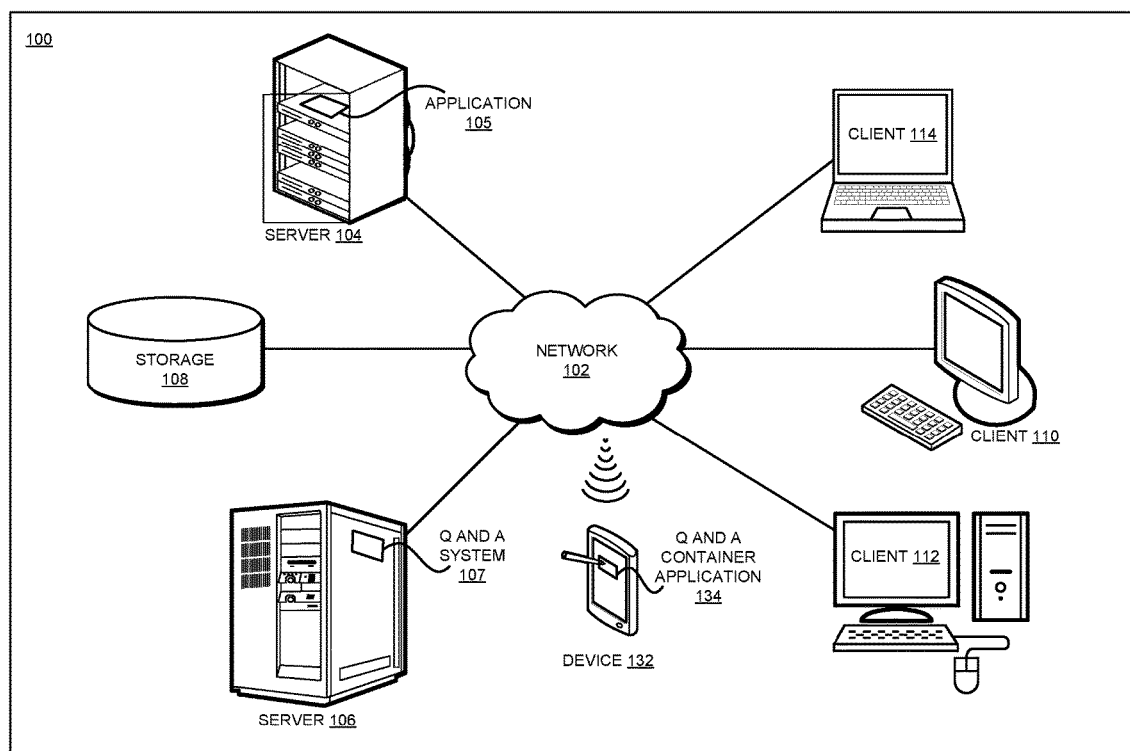 100
APPLICATION
105
CLIENT 114
SERVER 104
STORAGE
108
NETWORK
102
CLIENT 110
Q AND A
SYSTEM
107
Q AND A
CONTAINER
APPLICATION
134
CLIENT 112
DEVICE 132
SERVER 106